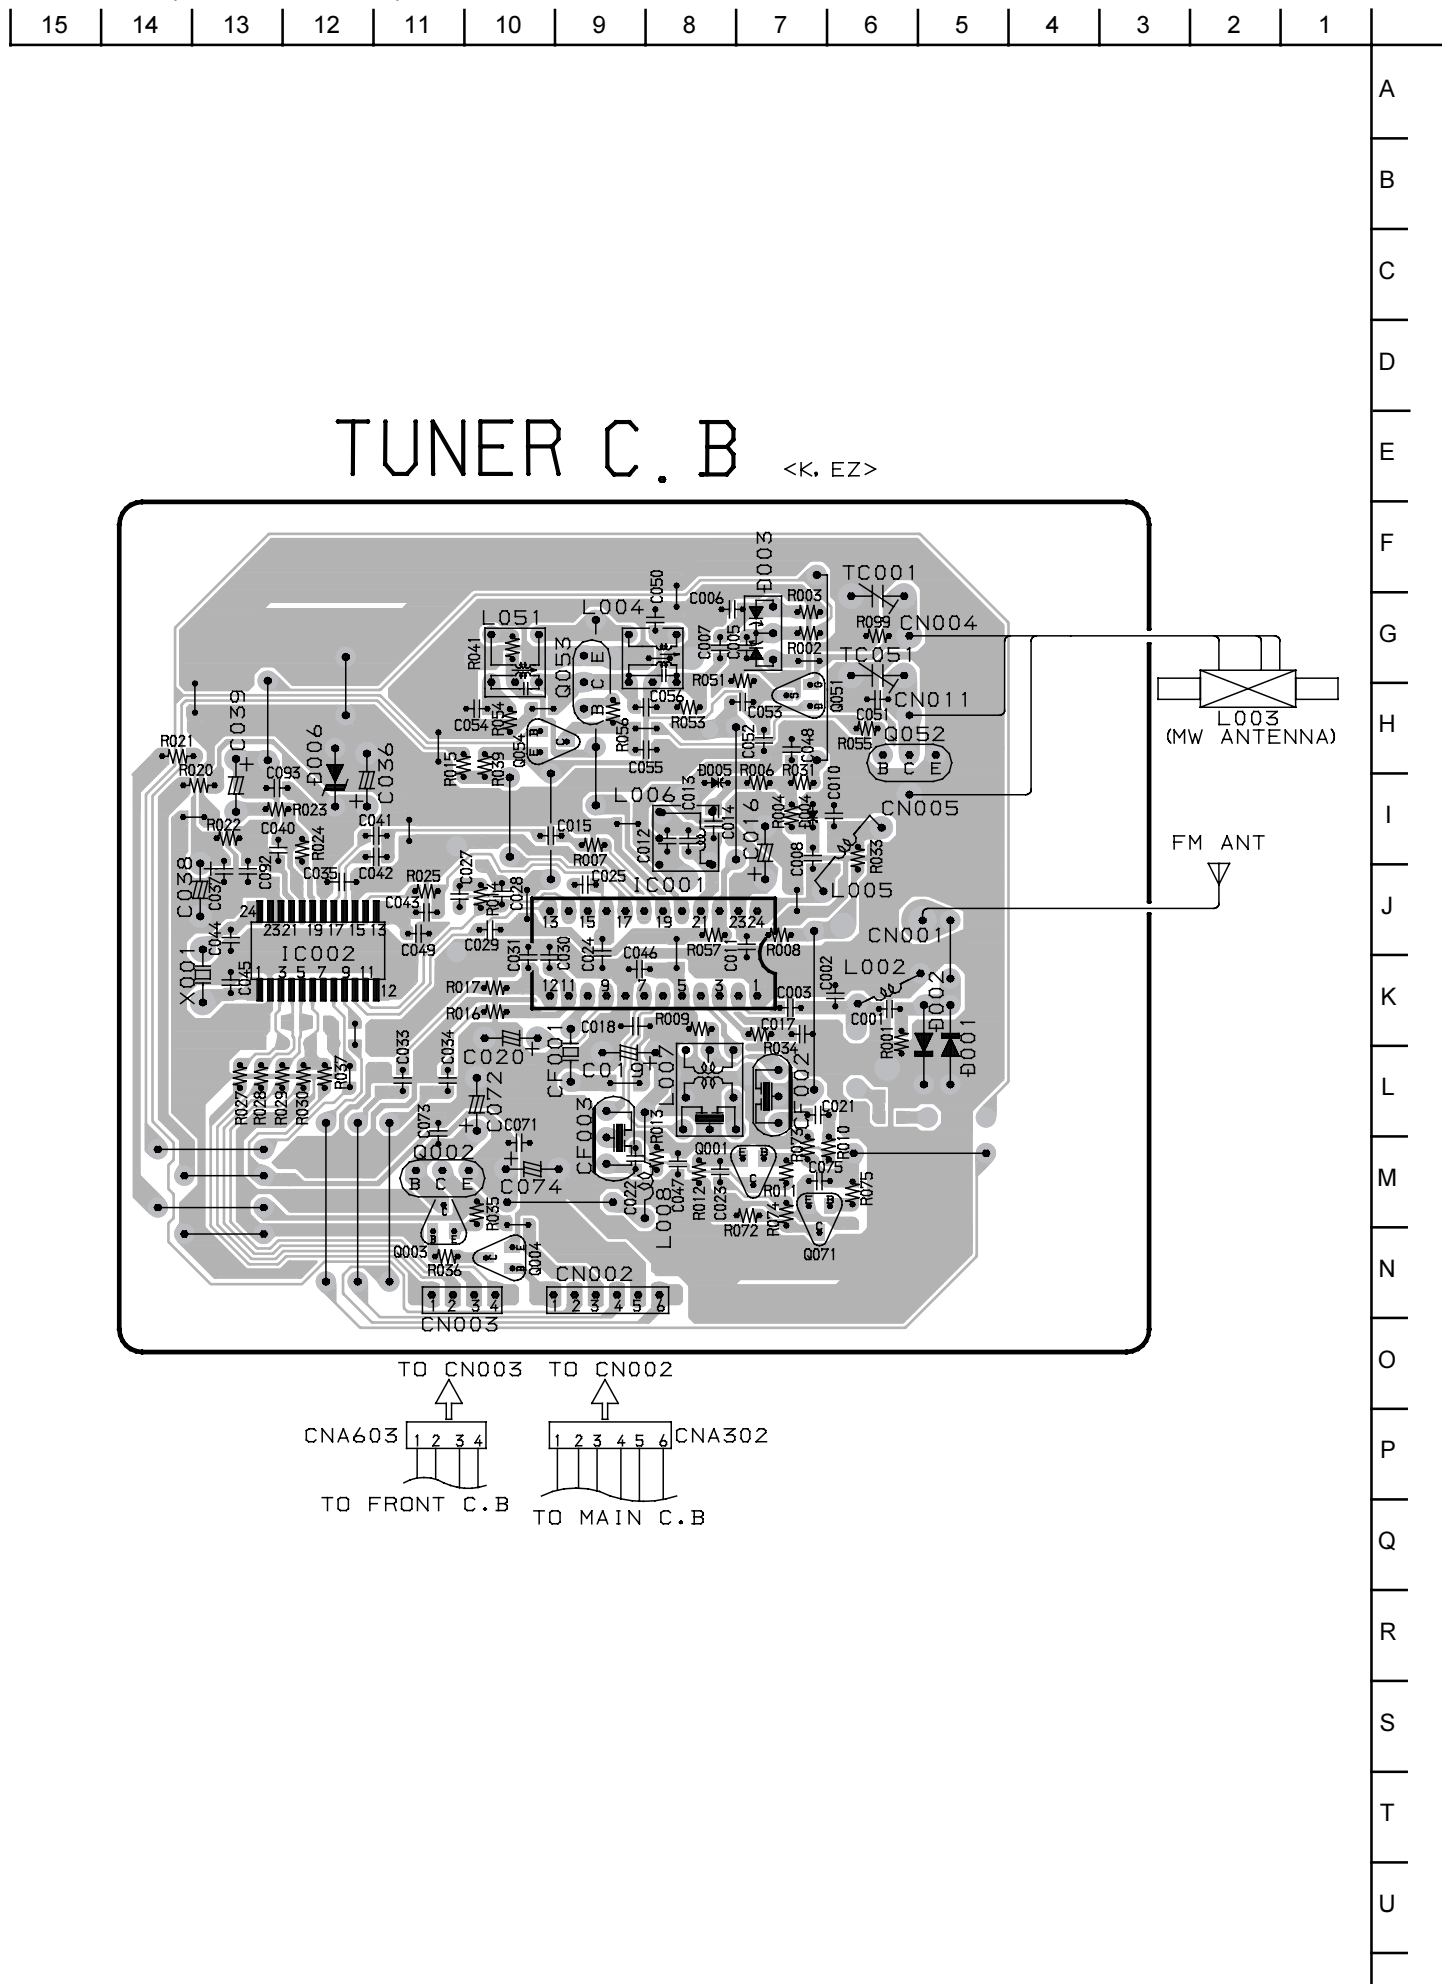 15 14 13 12 11 10 9 8 7 6 5 4 3 2 1
A
B
C
D
E
F
G
H
I
J
K
L
M
N
O
P
Q
R
S
T
U
TUNER C.B <K, EZ>
D003
TC001
C050
C006
R003
L004
L051
R099
CN004
R041
Q053
E
C
B
C007
C005
R002
TC051
R051
Q051
CN011
C039
C054
R054
C056
R053
C053
C051
L003
(MW ANTENNA)
R021
D006
C036
R015
R039
Q054
R056
C055
C052
C048
R055
Q052
B C E
R020
C093
D005
R006
R031
C010
L006
C013
CN005
R023
C014
C016
R004
D004
R022
C040
R024
C041
C015
C012
FM ANT
C038
C037
C092
C035
C042
R025
C027
R007
C025
IC001
C008
R033
L005
C043
R014
C028
24
23 21 19 17 15 13
13 15 17 19 21 23 24
CN001
C044
C049
C029
C031
C030
C024
C046
R057
C011
R008
IC002
X001
C045
1 3 5 7 9 11
12
R017
12 11 9 7 5 3 1
C003
C002
L002
D002
R016
C018
R009
C017
C001
R001
D001
C033
C034
C020
CF001
C019
L007
R034
CF002
R037
R027
R028
R029
R030
C072
C073
C071
CF003
R013
C021
R073
R010
Q002
B C E
C074
Q001
C022
L008
C047
R012
C023
R011
C075
R075
R035
R072
R074
Q071
Q003
R036
Q004
CN002
1 2 3 4
1 2 3 4 5 6
CN003
TO CN003 TO CN002
CNA603 1 2 3 4
1 2 3 4 5 6 CNA302
TO FRONT C.B
TO MAIN C.B